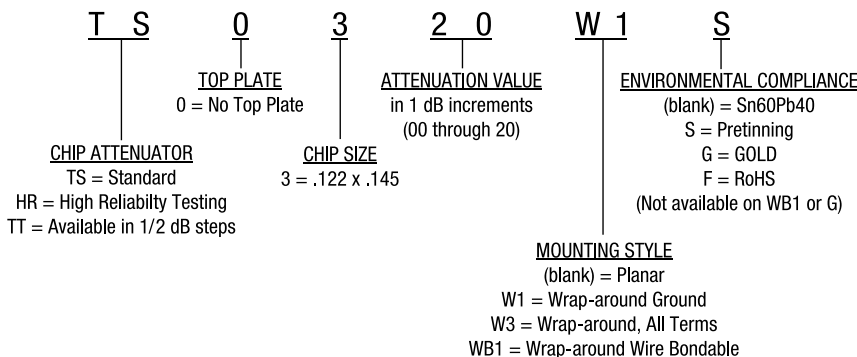 T S 0 3 2 0 W 1 S
TOP PLATE
0 = No Top Plate
ATTENUATION VALUE
in 1 dB increments
(00 through 20)
ENVIRONMENTAL COMPLIANCE
(blank) = Sn60Pb40
S = Pretinning
G = GOLD
F = RoHS
(Not available on WB1 or G)
CHIP ATTENUATOR
TS = Standard
HR = High Reliabilty Testing
TT = Available in 1/2 dB steps
CHIP SIZE
3 = .122 x .145
MOUNTING STYLE
(blank) = Planar
W1 = Wrap-around Ground
W3 = Wrap-around, All Terms
WB1 = Wrap-around Wire Bondable